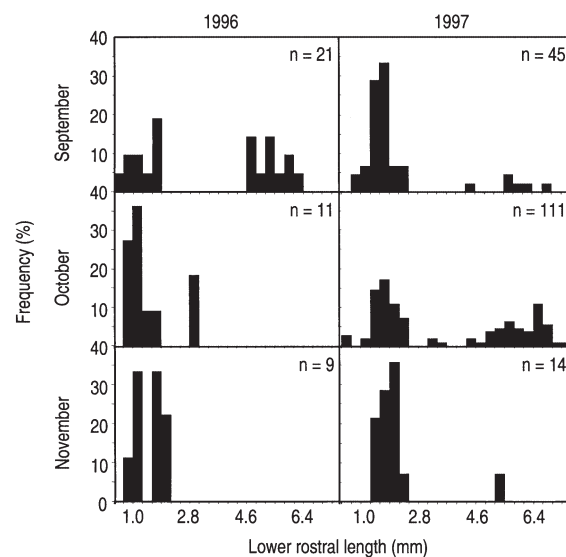 1996 1997
40 n = 21 n = 45
30
September
20
10
40 n = 11 n = 111
30
Frequency (%)
October
20
10
40 n = 9 n = 14
30
November
20
10
0
1.0 2.8 4.6 6.4 1.0 2.8 4.6 6.4
Lower rostral length (mm)